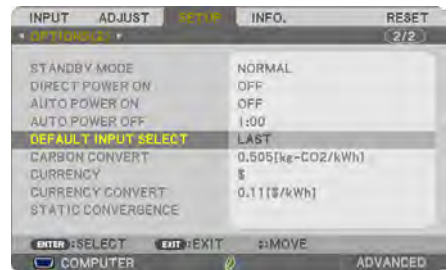 INPUT ADJUST SETUP INFO. RESET
OPTIONS(2) 2/2
STANDBY MODE NORMAL
DIRECT POWER ON OFF
AUTO POWER ON OFF
AUTO POWER OFF 1:00
DEFAULT INPUT SELECT LAST
CARBON CONVERT 0.505[kg-CO2/kWh]
CURRENCY $
CURRENCY CONVERT 0.11[$/kWh]
STATIC CONVERGENCE
ENTER :SELECT EXIT :EXIT :MOVE
COMPUTER ADVANCED